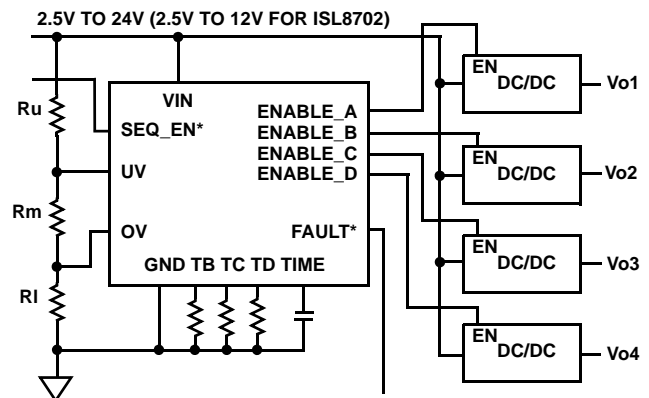 2.5V TO 24V (2.5V TO 12V FOR ISL8702)
Ru
Rm
Rl
VIN
SEQ_EN*
UV
OV
ENABLE_A
ENABLE_B
ENABLE_C
ENABLE_D
FAULT*
GND TB TC TD TIME
EN
DC/DC
Vo1
EN
DC/DC
Vo2
EN
DC/DC
Vo3
EN
DC/DC
Vo4